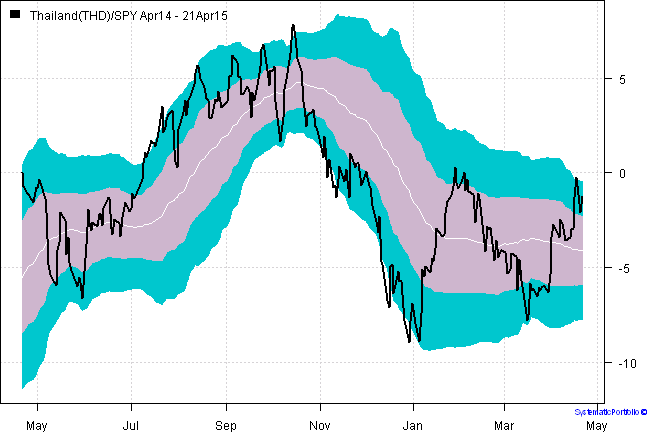 Thailand(THD)/SPY Apr14 - 21Apr15
5
0
-5
-10
SystematicPortfolio ©
May Jul Sep Nov Jan Mar May